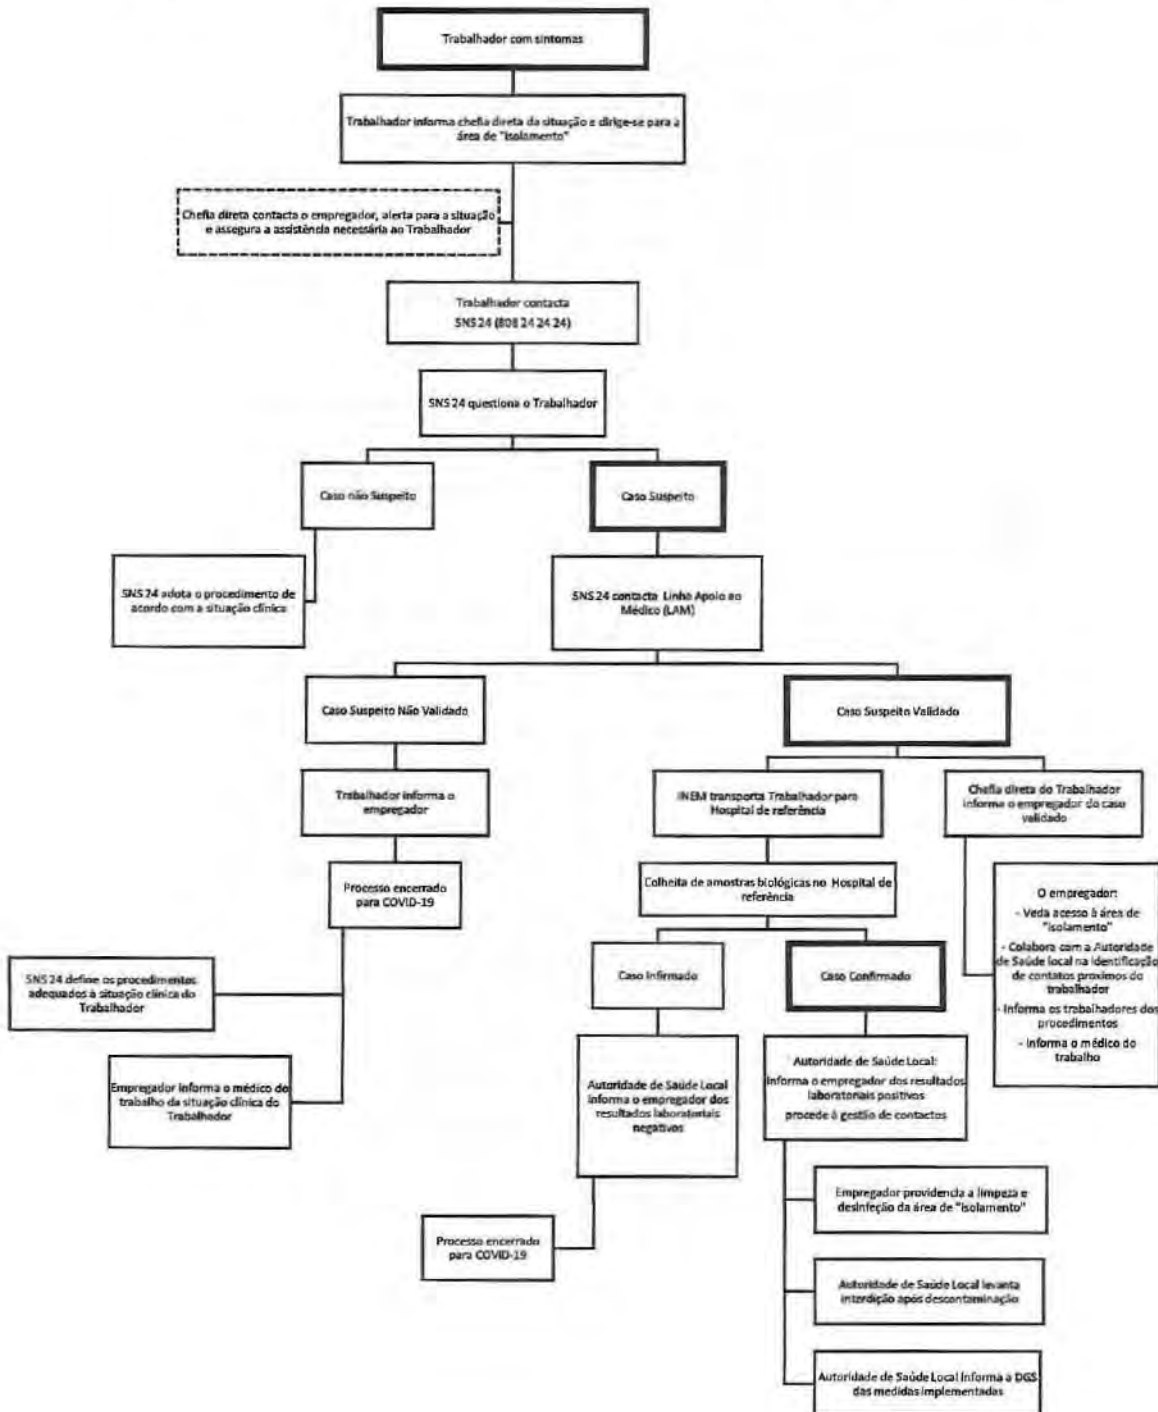 Trabalhador com sintomas
Trabalhador informa chefia direta da situação e dirige-se para a
área de "isolamento"
Chefia direta contacta o empregador, alerta para a situação
e assegura a assistência necessária ao Trabalhador
Trabalhador contacta
SNS 24 (808 24 24 24)
SNS 24 questiona o Trabalhador
Caso não Suspeito
Caso Suspeito
SNS 24 adota o procedimento de
acordo com a situação clínica
SNS 24 contacta Linha Apoio ao
Médico (LAM)
Caso Suspeito Não Validado
Caso Suspeito Validado
Trabalhador informa o
empregador
INEM transporta Trabalhador para
Hospital de referência
Chefia direta do Trabalhador
informa o empregador do caso
validado
Processo encerrado
para COVID-19
Colheita de amostras biológicas no Hospital de
referência
O empregador:
- Veda acesso à área de
"isolamento"
- Colabora com a Autoridade
de Saúde local na identificação
de contatos proximos do
trabalhador
- Informa os trabalhadores dos
procedimentos
- Informa o médico do
trabalho
SNS 24 define os procedimentos
adequados à situação clínica do
Trabalhador
Caso Infirmado
Caso Confirmado
Empregador informa o médico do
trabalho da situação clínica do
Trabalhador
Autoridade de Saúde Local
informa o empregador dos
resultados laboratoriais
negativos
Autoridade de Saúde Local:
informa o empregador dos resultados
laboratoriais positivos
procede à gestão de contactos
Processo encerrado
para COVID-19
Empregador providencia a limpeza e
desinfeção da área de "isolamento"
Autoridade de Saúde Local levanta
interdição após descontaminação
Autoridade de Saúde Local informa a DGS
das medidas implementadas